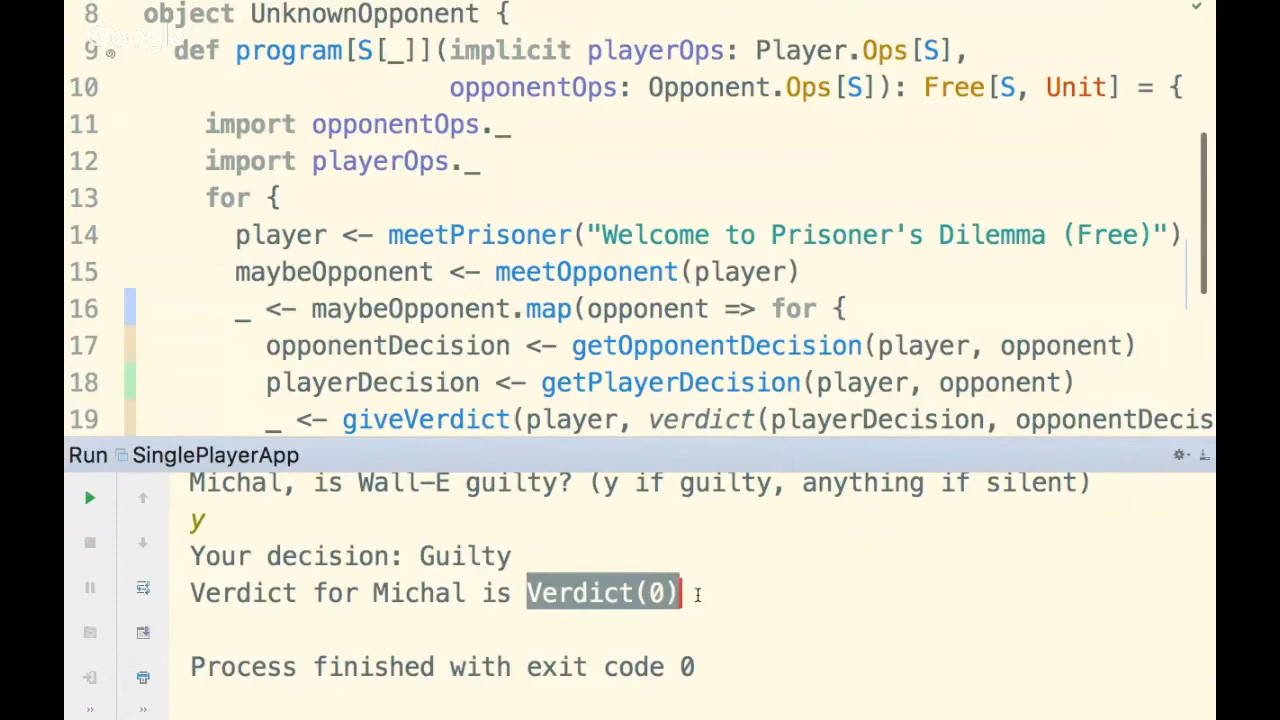 8 object UnknownOpponent {
Google
9 def program[S[_]](implicit playerOps: Player.Ops[S],
10 opponentOps: Opponent.Ops[S]): Free[S, Unit] = {
11 import opponentOps._
12 import playerOps._
13 for {
14 player <- meetPrisoner("Welcome to Prisoner's Dilemma (Free)")
15 maybeOpponent <- meetOpponent(player)
16 _ <- maybeOpponent.map(opponent => for {
17 opponentDecision <- getOpponentDecision(player, opponent)
18 playerDecision <- getPlayerDecision(player, opponent)
19 _ <- giveVerdict(player, verdict(playerDecision, opponentDecis
Run SinglePlayerApp
Michal, is Wall-E guilty? (y if guilty, anything if silent)
y
Your decision: Guilty
Verdict for Michal is Verdict(0)
Process finished with exit code 0